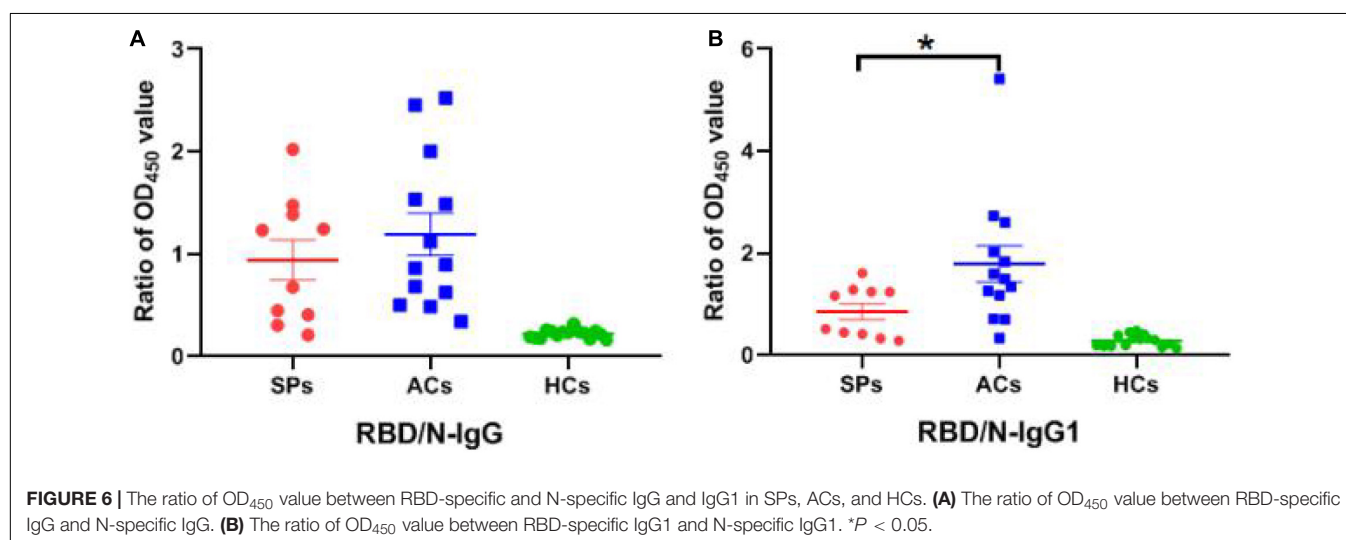 A
3
2
1
0
Ratio of OD450 value
SPs ACs HCs
RBD/N-IgG
B
6
4
2
0
Ratio of OD450 value
*
SPs ACs HCs
RBD/N-IgG1
FIGURE 6 | The ratio of OD450 value between RBD-specific and N-specific IgG and IgG1 in SPs, ACs, and HCs. (A) The ratio of OD450 value between RBD-specific
IgG and N-specific IgG. (B) The ratio of OD450 value between RBD-specific IgG1 and N-specific IgG1. *P < 0.05.